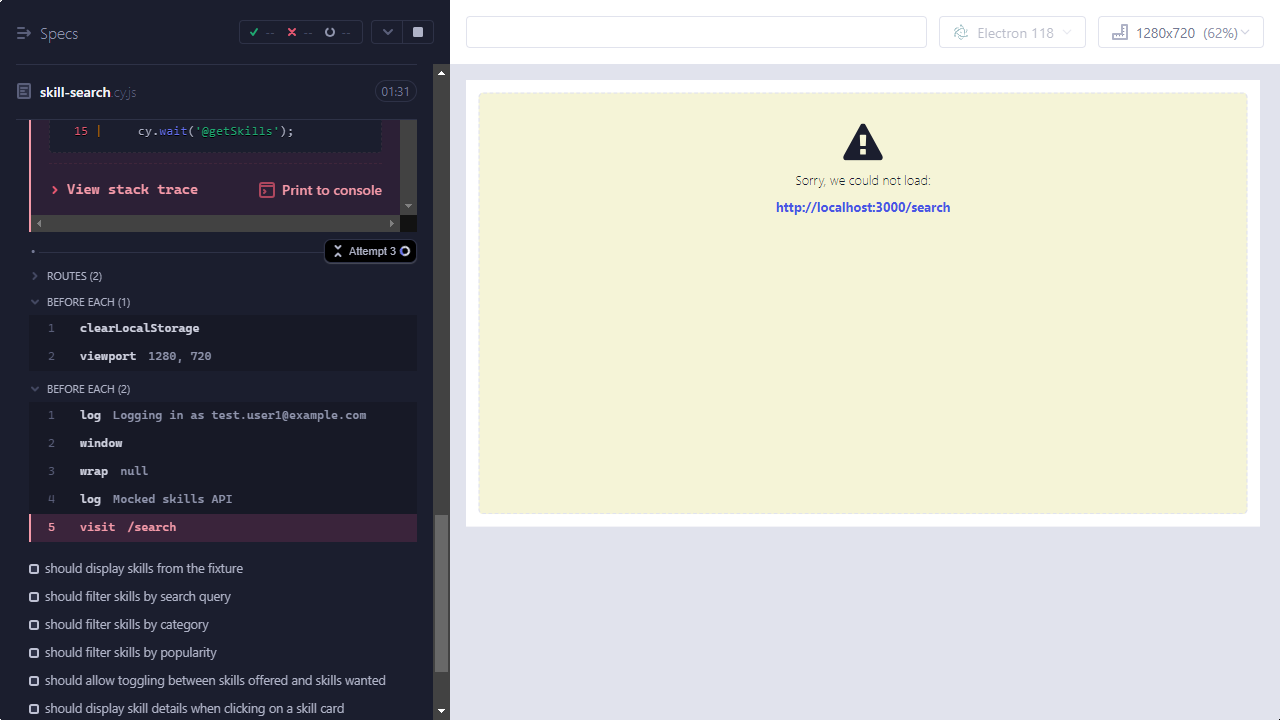 Specs
-- -- --
skill-search.cy.js
01:31
15 | cy.wait('@getSkills');
View stack trace
Print to console
Attempt 3
ROUTES (2)
BEFORE EACH (1)
1 clearLocalStorage
2 viewport 1280, 720
BEFORE EACH (2)
1 log Logging in as test.user1@example.com
2 window
3 wrap null
4 log Mocked skills API
5 visit /search
should display skills from the fixture
should filter skills by search query
should filter skills by category
should filter skills by popularity
should allow toggling between skills offered and skills wanted
should display skill details when clicking on a skill card
Electron 118
1280x720 (62%)
Sorry, we could not load:
http://localhost:3000/search